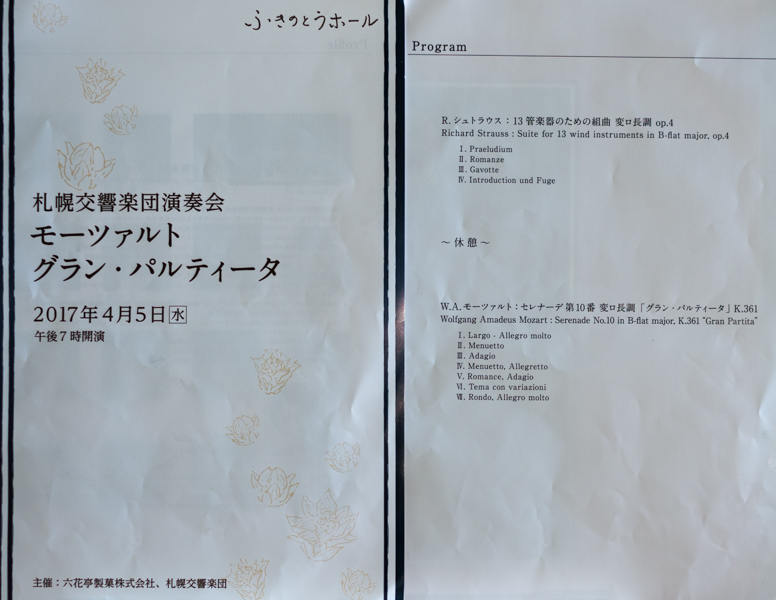 ふきのとうホール
札幌交響楽団演奏会
モーツァルト
グラン・パルティータ
2017年4月5日水
午後7時開演
主催：六花亭製菓株式会社、札幌交響楽団
Program
R. シュトラウス：13 管楽器のための組曲 変ロ長調 op.4
Richard Strauss : Suite for 13 wind instruments in B-flat major, op.4
Ⅰ. Praeludium
Ⅱ. Romanze
Ⅲ. Gavotte
Ⅳ. Introduction und Fuge
～ 休 憩 ～
W.A. モーツァルト：セレナーデ 第10番 変ロ長調 「グラン・パルティータ」K.361
Wolfgang Amadeus Mozart : Serenade No.10 in B-flat major, K.361 "Gran Partita"
Ⅰ. Largo - Allegro molto
Ⅱ. Menuetto
Ⅲ. Adagio
Ⅳ. Menuetto, Allegretto
Ⅴ. Romance, Adagio
Ⅵ. Tema con variazioni
Ⅶ. Rondo, Allegro molto